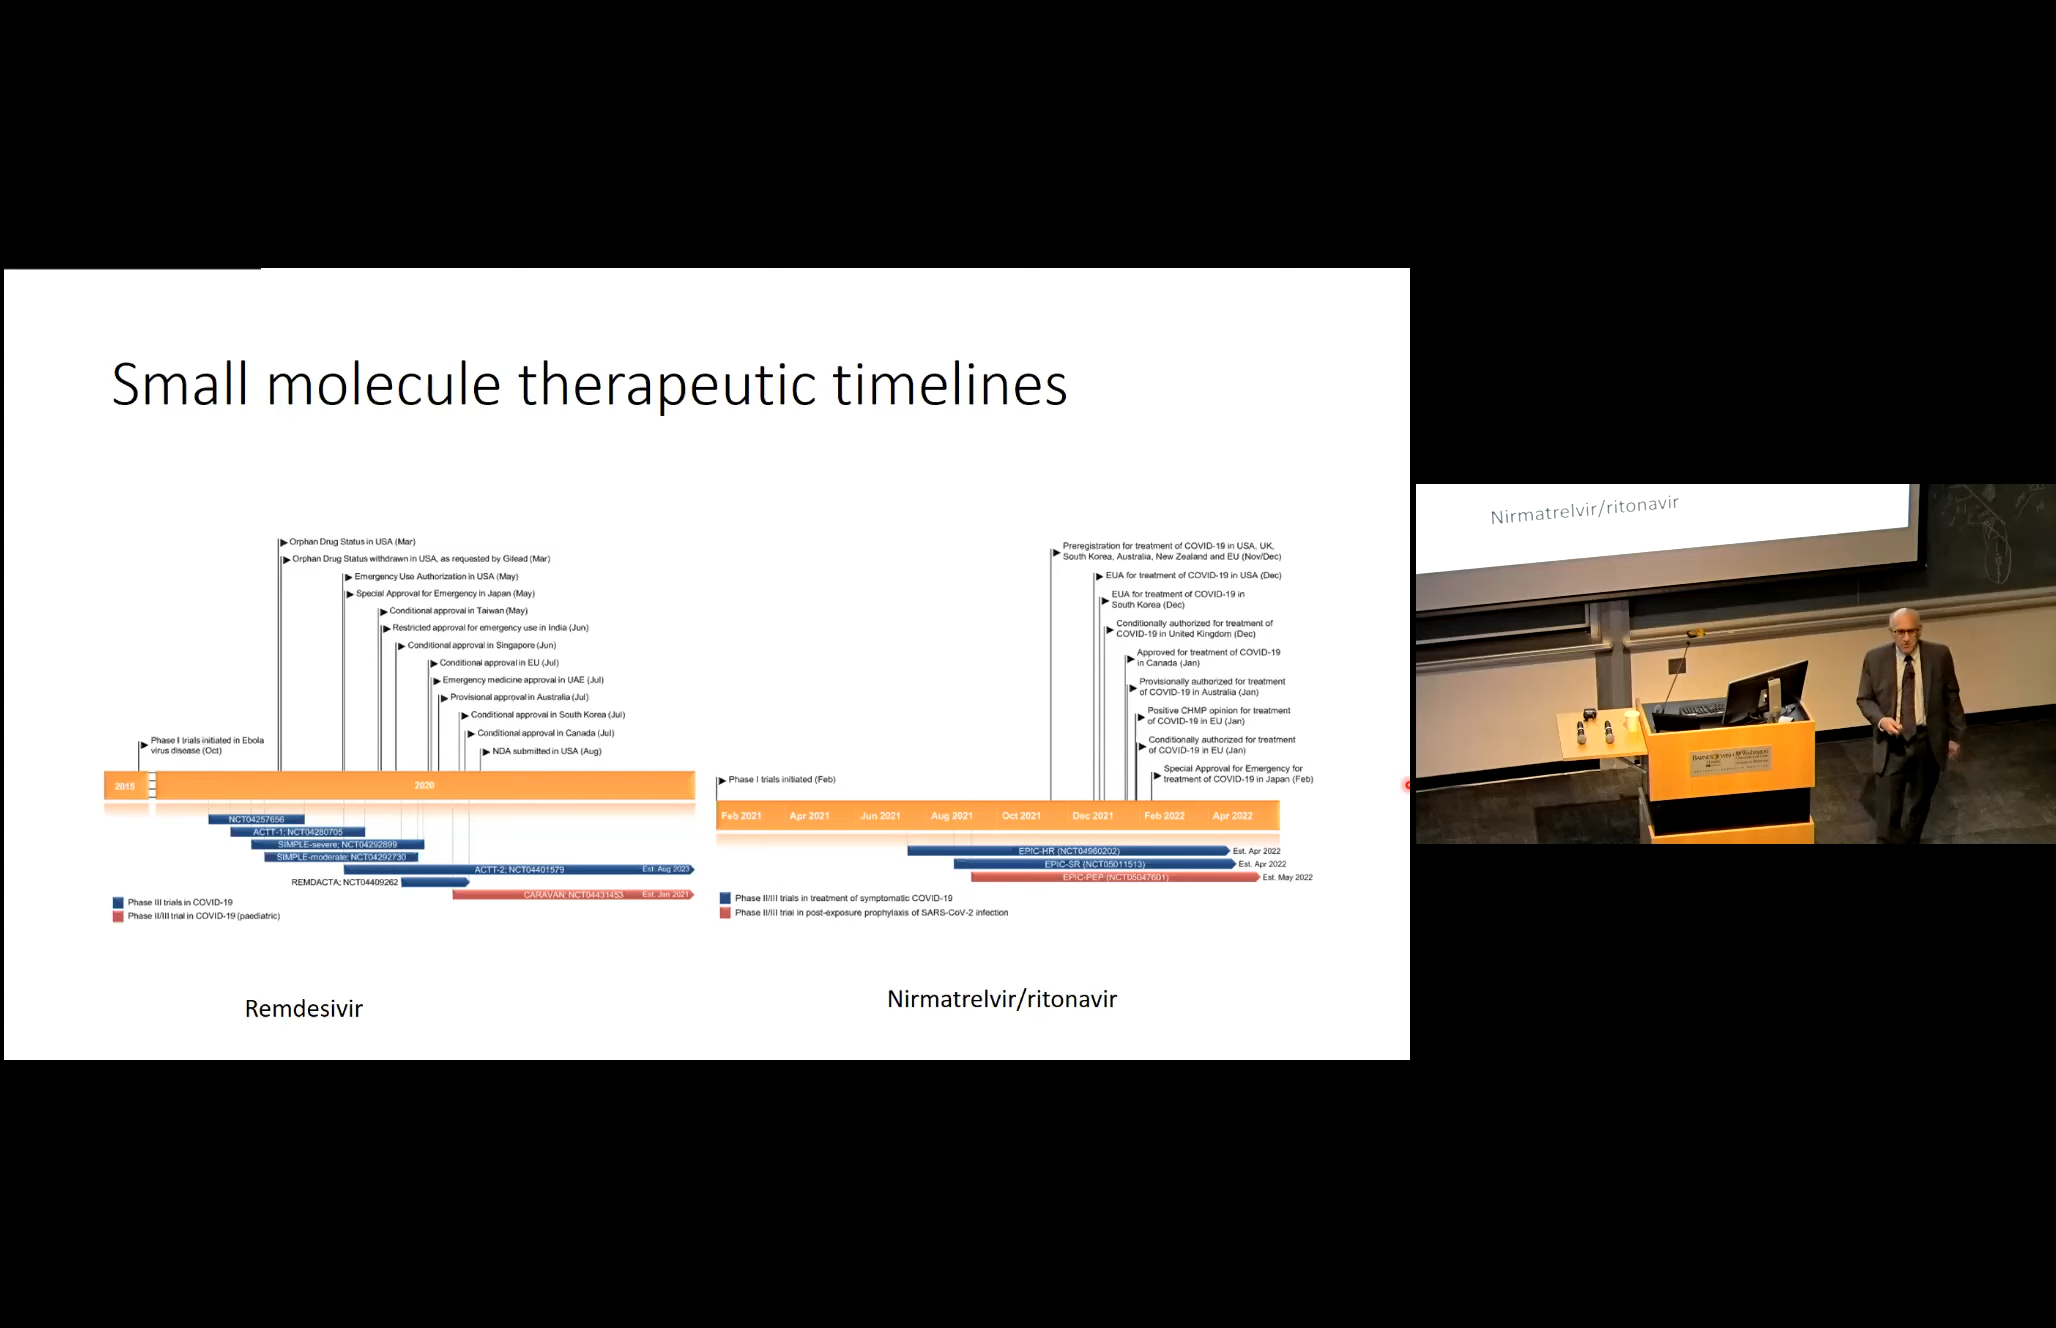 Small molecule therapeutic timelines
Orphan Drug Status in USA (Mar)
Orphan Drug Status withdrawn in USA, as requested by Gilead (Mar)
Emergency Use Authorization in USA (May)
Special Approval for Emergency in Japan (May)
Conditional approval in Taiwan (May)
Restricted approval for emergency use in India (Jun)
Conditional approval in Singapore (Jun)
Conditional approval in EU (Jul)
Emergency medicine approval in UAE (Jul)
Provisional approval in Australia (Jul)
Conditional approval in South Korea (Jul)
Conditional approval in Canada (Jul)
NDA submitted in USA (Aug)
Phase I trials initiated in Ebola
virus disease (Oct)
2015
2020
NCT04257656
ACTT-1; NCT04280705
SIMPLE-severe; NCT04292899
SIMPLE-moderate; NCT04292730
ACTT-2; NCT04401579 Est. Aug 2023
REMDACTA; NCT04409262
CARAVAN; NCT04431453 Est. Jan 2021
Phase III trials in COVID-19
Phase II/III trial in COVID-19 (paediatric)
Remdesivir
Preregistration for treatment of COVID-19 in USA, UK,
South Korea, Australia, New Zealand and EU (Nov/Dec)
EUA for treatment of COVID-19 in USA (Dec)
EUA for treatment of COVID-19 in
South Korea (Dec)
Conditionally authorized for treatment of
COVID-19 in United Kingdom (Dec)
Approved for treatment of COVID-19
in Canada (Jan)
Provisionally authorized for treatment
of COVID-19 in Australia (Jan)
Positive CHMP opinion for treatment
of COVID-19 in EU (Jan)
Conditionally authorized for treatment
of COVID-19 in EU (Jan)
Special Approval for Emergency for
treatment of COVID-19 in Japan (Feb)
Phase I trials initiated (Feb)
Feb 2021 Apr 2021 Jun 2021 Aug 2021 Oct 2021 Dec 2021 Feb 2022 Apr 2022
EPIC-HR (NCT04960202) Est. Apr 2022
EPIC-SR (NCT05011513) Est. Apr 2022
EPIC-PEP (NCT05047601) Est. May 2022
Phase II/III trials in treatment of symptomatic COVID-19
Phase II/III trial in post-exposure prophylaxis of SARS-CoV-2 infection
Nirmatrelvir/ritonavir
Nirmatrelvir/ritonavir
BARNES JEWISH
Washington